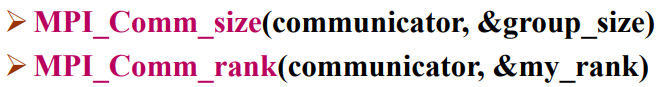 ➢ MPI_Comm_size(communicator, &group_size)
➢ MPI_Comm_rank(communicator, &my_rank)